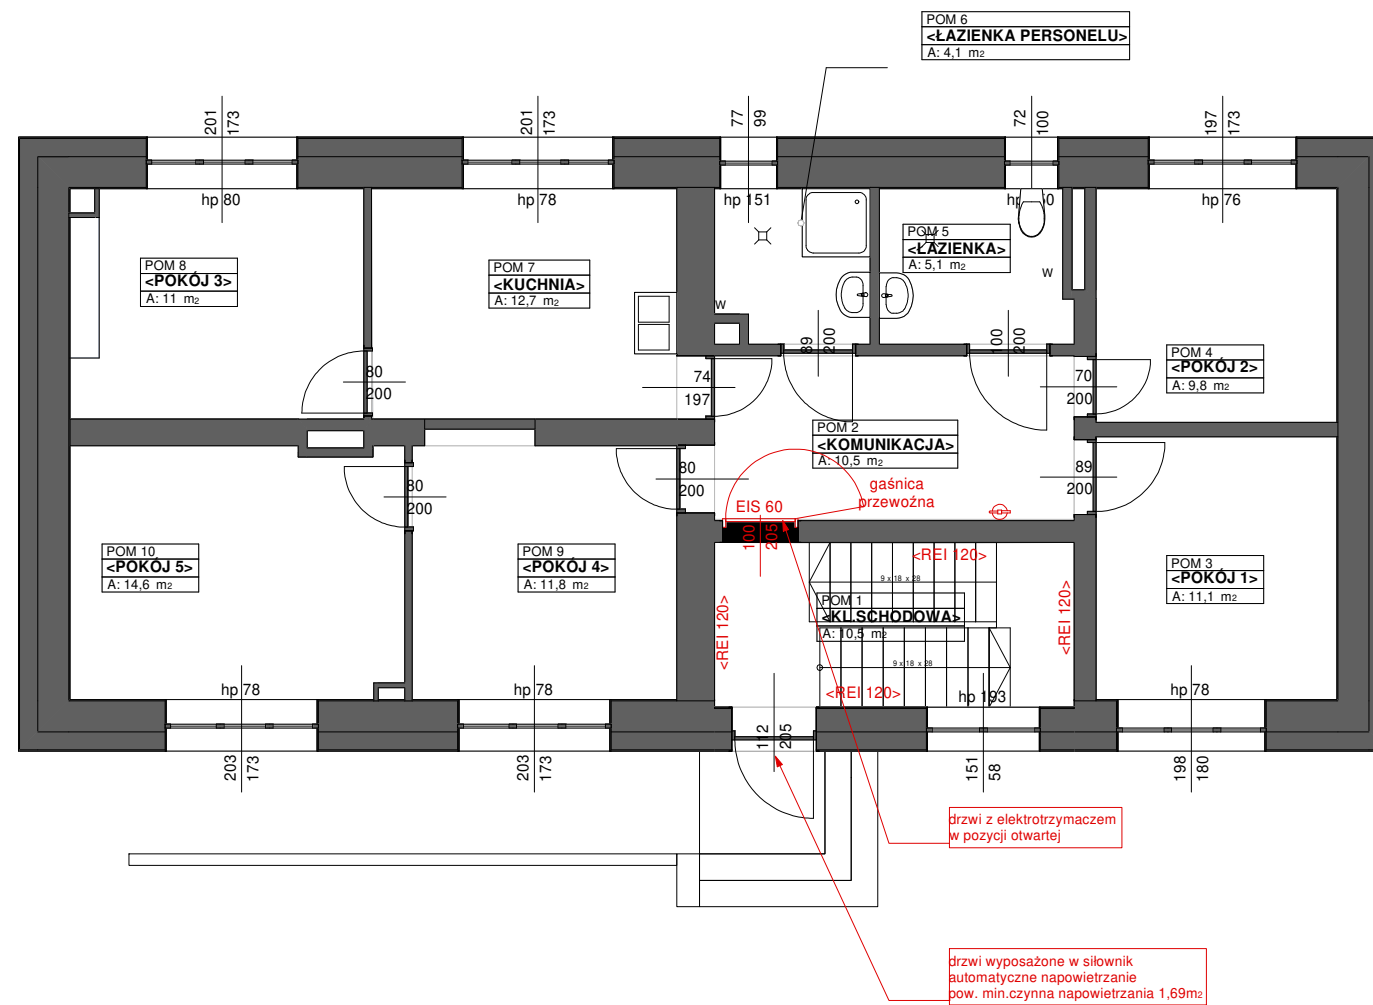 POM 6
<ŁAZIENKA PERSONELU>
A: 4,1 m2
201
173
201
173
77
99
72
100
197
173
hp 80
hp 78
hp 151
hp 76
POM 8
<POKÓJ 3>
A: 11 m2
POM 7
<KUCHNIA>
A: 12,7 m2
POM 5
<ŁAZIENKA>
A: 5,1 m2
W
W
89
200
100
200
POM 4
<POKÓJ 2>
A: 9,8 m2
80
200
74
197
70
200
POM 2
<KOMUNIKACJA>
A: 10,5 m2
80
200
80
200
89
200
gaśnica
przewoźna
EIS 60
100
205
POM 10
<POKÓJ 5>
A: 14,6 m2
POM 9
<POKÓJ 4>
A: 11,8 m2
<REI 120>
9 x 18 x 28
POM 1
<KL.SCHODOWA>
A: 10,5 m2
<REI 120>
<REI 120>
9 x 18 x 28
<REI 120>
POM 3
<POKÓJ 1>
A: 11,1 m2
hp 78
hp 78
hp 193
hp 78
112
205
203
173
203
173
151
58
198
180
drzwi z elektrotrzymaczem
w pozycji otwartej
drzwi wyposażone w siłownik
automatyczne napowietrzanie
pow. min.czynna napowietrzania 1,69m2